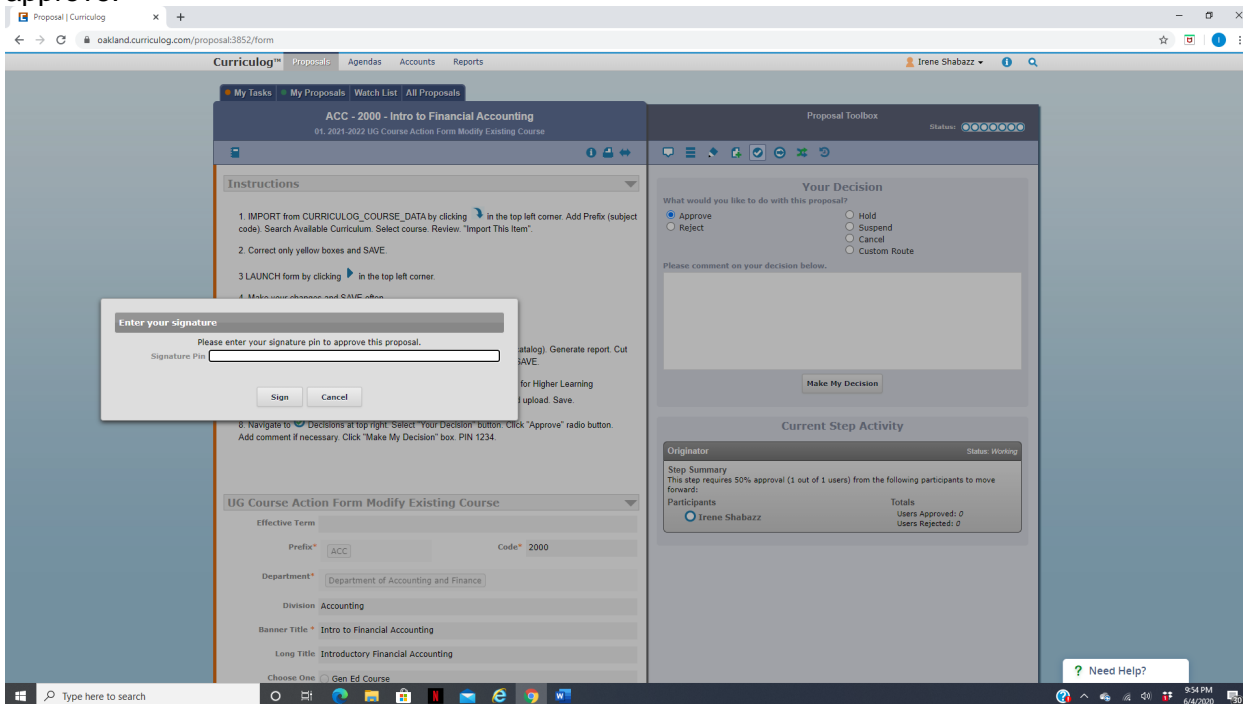 approve.
Proposal | Curriculog × +
oakland.curriculog.com/proposal:3852/form
Curriculog™ Proposals Agendas Accounts Reports Irene Shabazz
My Tasks My Proposals Watch List All Proposals
ACC - 2000 - Intro to Financial Accounting
01. 2021-2022 UG Course Action Form Modify Existing Course
Proposal Toolbox
Status:
Instructions
1. IMPORT from CURRICULOG_COURSE_DATA by clicking in the top left corner. Add Prefix (subject
code). Search Available Curriculum. Select course. Review. "Import This Item".
2. Correct only yellow boxes and SAVE.
3 LAUNCH form by clicking in the top left corner.
4. Make your changes and SAVE often.
Enter your signature
Please enter your signature pin to approve this proposal.
Signature Pin
Sign Cancel
catalog). Generate report. Cut
SAVE.
for Higher Learning
upload. Save.
8. Navigate to Decisions at top right. Select "Your Decision" button. Click "Approve" radio button.
Add comment if necessary. Click "Make My Decision" box. PIN 1234.
UG Course Action Form Modify Existing Course
Effective Term
Prefix* ACC Code* 2000
Department* Department of Accounting and Finance
Division Accounting
Banner Title * Intro to Financial Accounting
Long Title Introductory Financial Accounting
Choose One Gen Ed Course
Your Decision
What would you like to do with this proposal?
Approve Hold
Reject Suspend
Cancel
Custom Route
Please comment on your decision below.
Make My Decision
Current Step Activity
Originator Status: Working
Step Summary
This step requires 50% approval (1 out of 1 users) from the following participants to move
forward:
Participants Totals
Irene Shabazz Users Approved: 0
Users Rejected: 0
? Need Help?
Type here to search
9:54 PM
6/4/2020
30